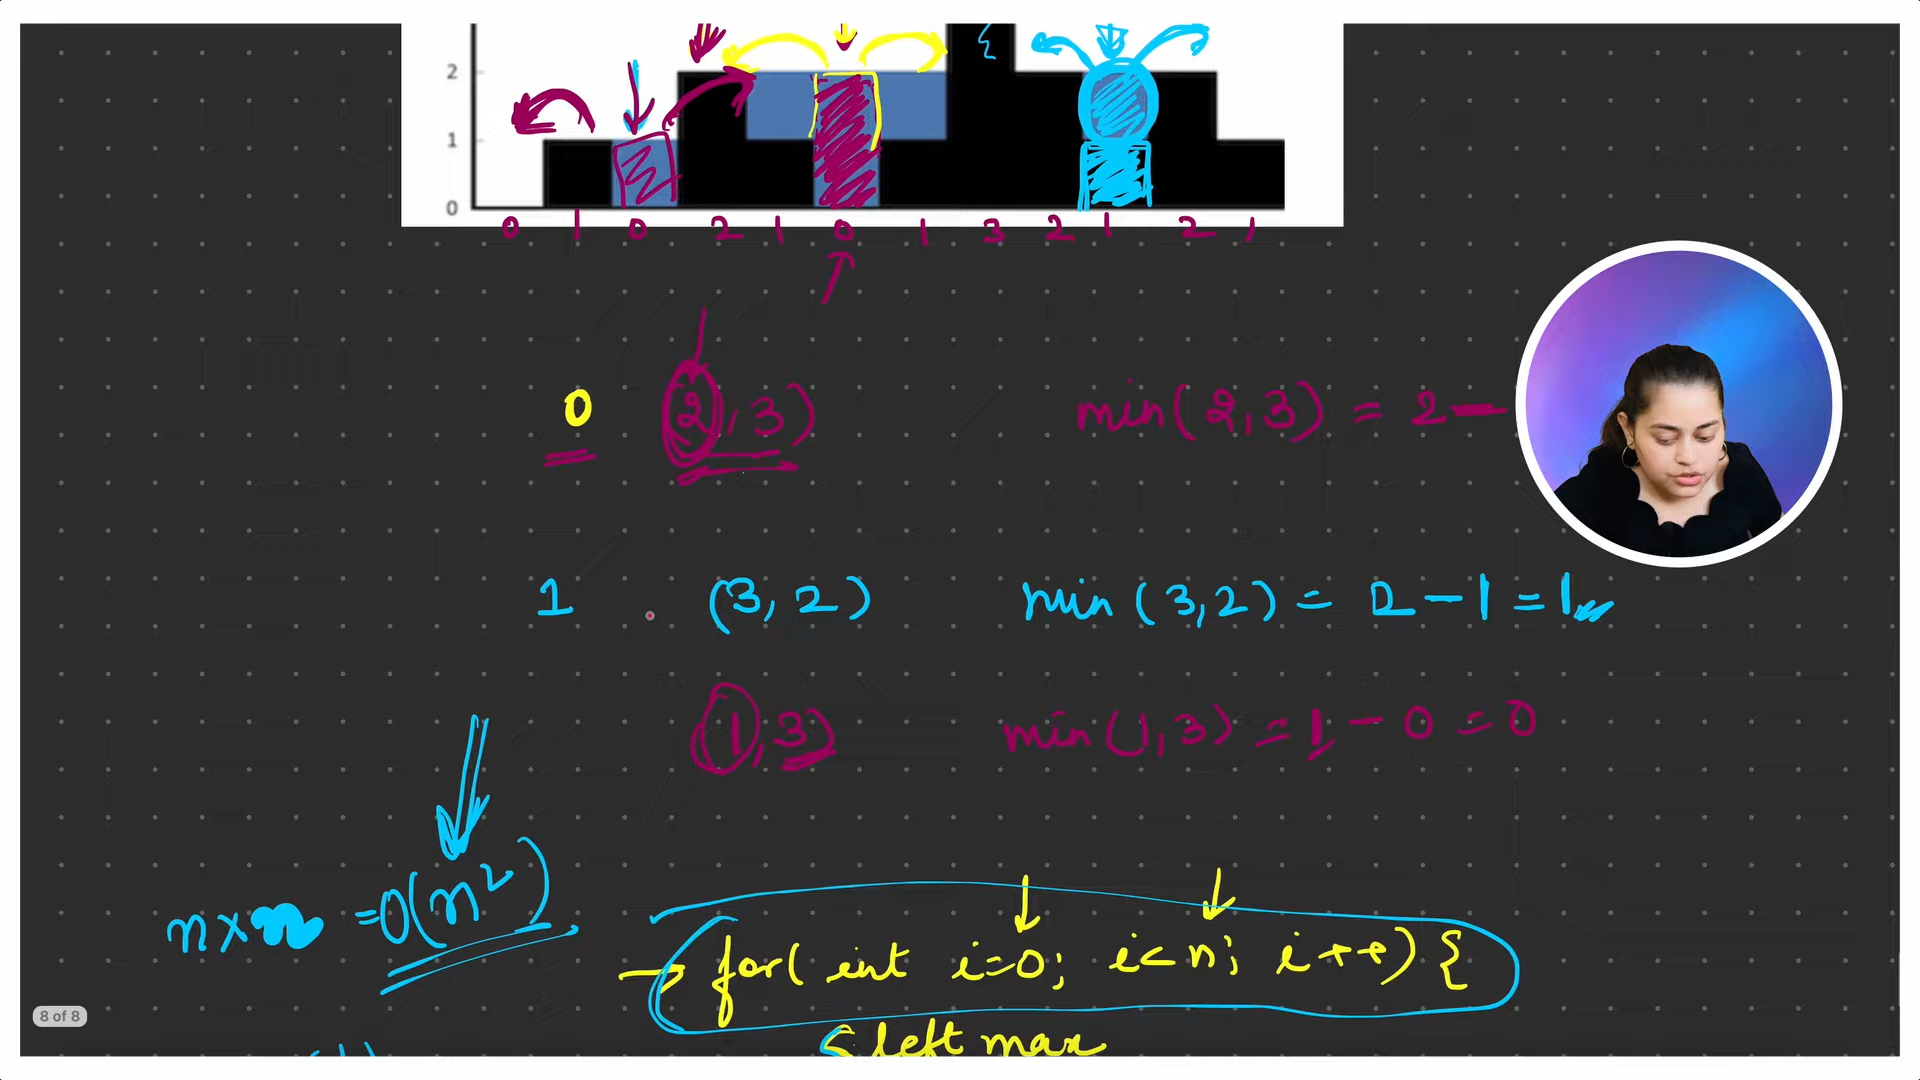 2
1
0
0 1 0 2 1 0 1 3 2 1 2 1
0 2, 3) min(2,3) = 2 —
1 (3, 2) min (3,2) = 2 - 1 = 1
(1, 3) min(1,3) = 1 - 0 = 0
n x n = O(n²)
→ for( int i=0; i<n; i++) {
left max
8 of 8